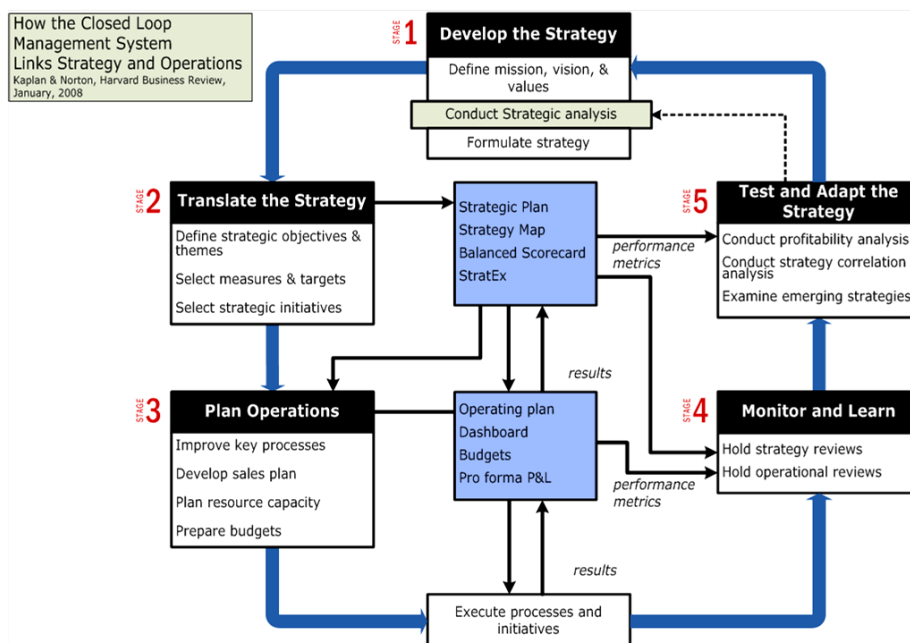 How the Closed Loop
Management System
Links Strategy and Operations
Kaplan & Norton, Harvard Business Review,
January, 2008
STAGE 1
Develop the Strategy
Define mission, vision, &
values
Conduct Strategic analysis
Formulate strategy
STAGE 2
Translate the Strategy
Define strategic objectives &
themes
Select measures & targets
Select strategic initiatives
Strategic Plan
Strategy Map
Balanced Scorecard
StratEx
performance
metrics
STAGE 5
Test and Adapt the
Strategy
Conduct profitability analysis
Conduct strategy correlation
analysis
Examine emerging strategies
results
STAGE 3
Plan Operations
Improve key processes
Develop sales plan
Plan resource capacity
Prepare budgets
Operating plan
Dashboard
Budgets
Pro forma P&L
performance
metrics
STAGE 4
Monitor and Learn
Hold strategy reviews
Hold operational reviews
results
Execute processes and
initiatives